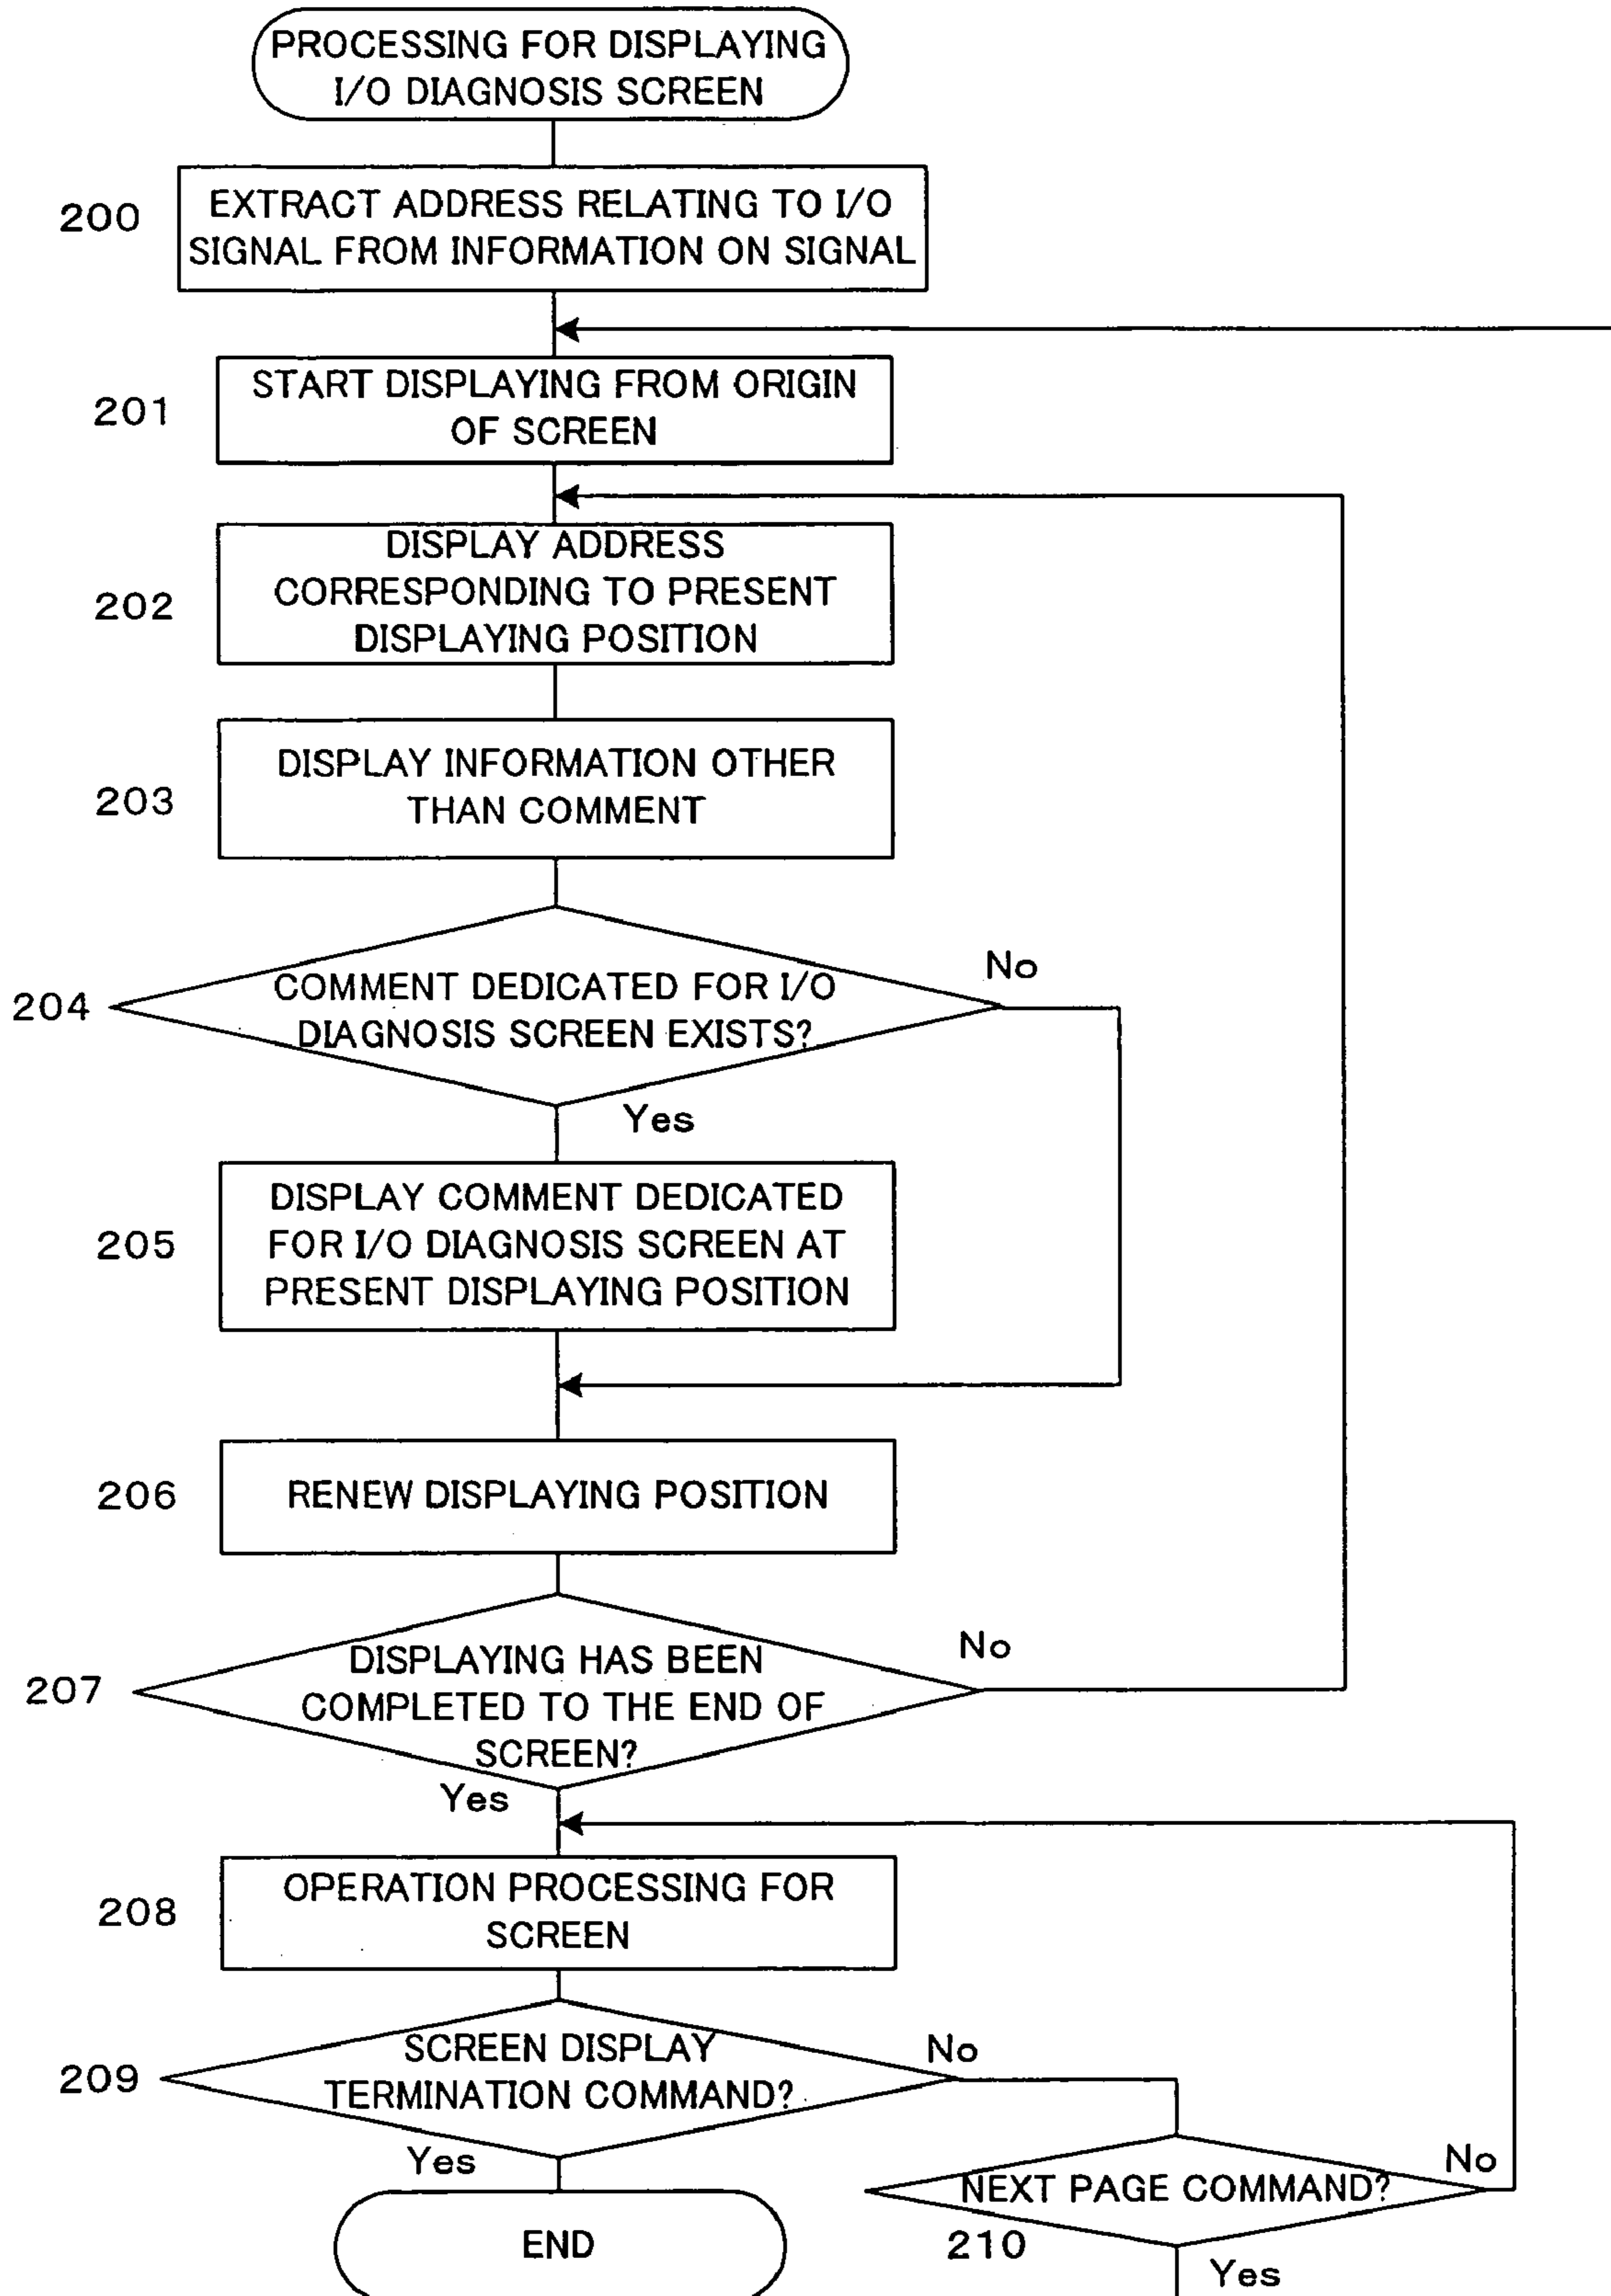 PROCESSING FOR DISPLAYING
I/O DIAGNOSIS SCREEN
200
EXTRACT ADDRESS RELATING TO I/O
SIGNAL FROM INFORMATION ON SIGNAL
201
START DISPLAYING FROM ORIGIN
OF SCREEN
202
DISPLAY ADDRESS
CORRESPONDING TO PRESENT
DISPLAYING POSITION
203
DISPLAY INFORMATION OTHER
THAN COMMENT
204
COMMENT DEDICATED FOR I/O
DIAGNOSIS SCREEN EXISTS?
No
Yes
205
DISPLAY COMMENT DEDICATED
FOR I/O DIAGNOSIS SCREEN AT
PRESENT DISPLAYING POSITION
206
RENEW DISPLAYING POSITION
207
DISPLAYING HAS BEEN
COMPLETED TO THE END OF
SCREEN?
No
Yes
208
OPERATION PROCESSING FOR
SCREEN
209
SCREEN DISPLAY
TERMINATION COMMAND?
No
Yes
END
NEXT PAGE COMMAND?
No
210
Yes